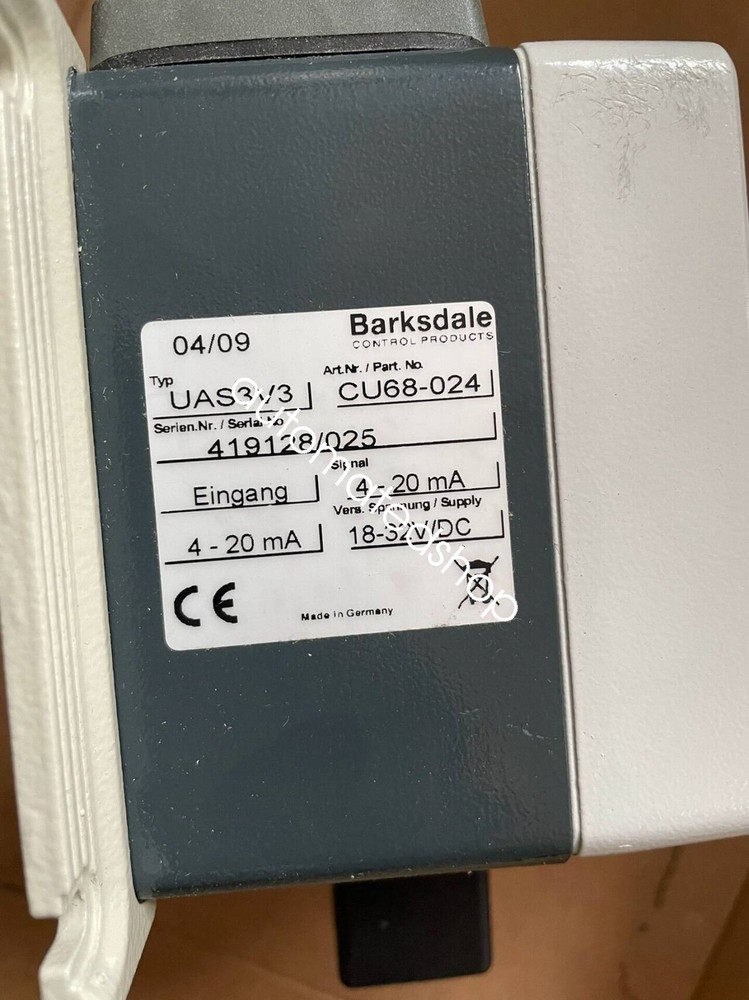 04/09
Barksdale
CONTROL PRODUCTS
Typ
Art.Nr. / Part. No.
UAS3V3
CU68-024
Serien.Nr. / Serial No
419128/025
Signal
Eingang
4 - 20 mA
Vers. Spannung / Supply
4 - 20 mA
18-32V/DC
CE
Made in Germany
automatedshop